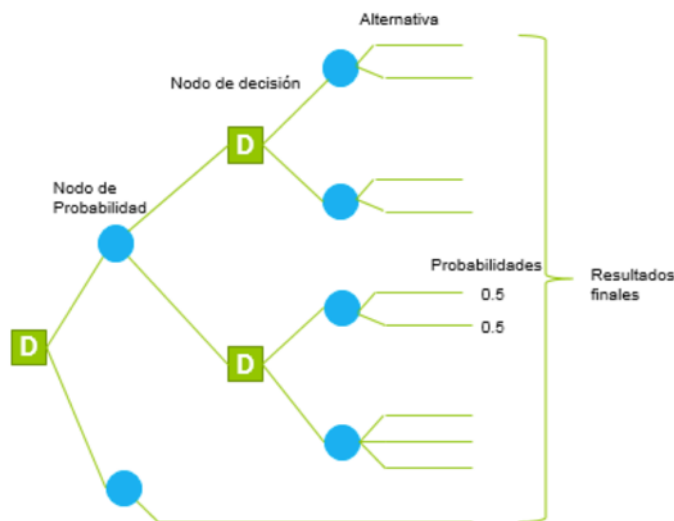 Alternativa
Nodo de decisión
D
Nodo de
Probabilidad
Probabilidades
0.5
0.5
Resultados
finales
D
D